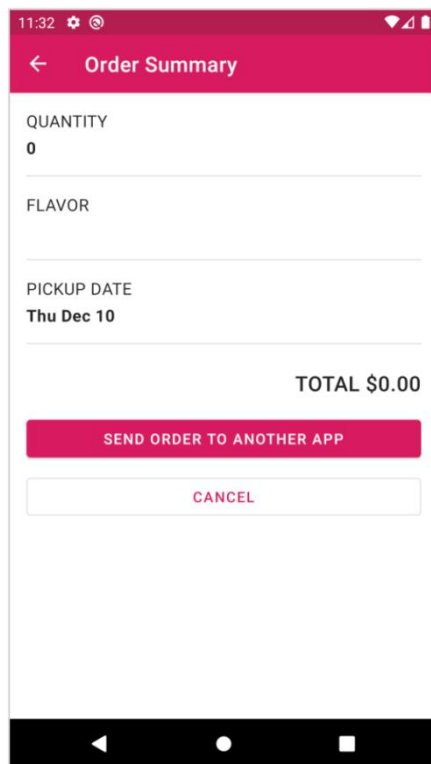 11:32
Order Summary
QUANTITY
0
FLAVOR
PICKUP DATE
Thu Dec 10
TOTAL $0.00
SEND ORDER TO ANOTHER APP
CANCEL